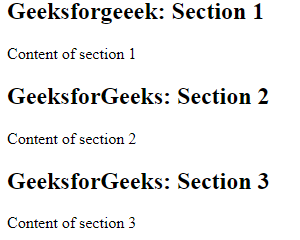 Geeksforgeeek: Section 1
Content of section 1
GeeksforGeeks: Section 2
Content of section 2
GeeksforGeeks: Section 3
Content of section 3